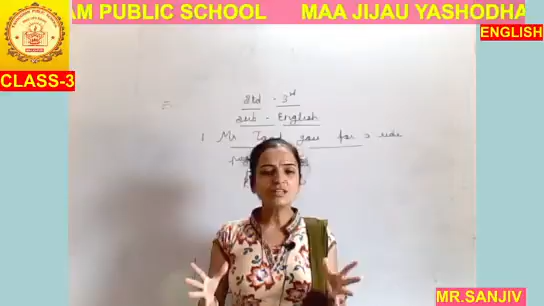 AM PUBLIC SCHOOL MAA JIJAU YASHODHA
ENGLISH
CLASS-3
Std - 3rd
Sub - English
1 Mr Toad goes for a ride
MR.SANJIV